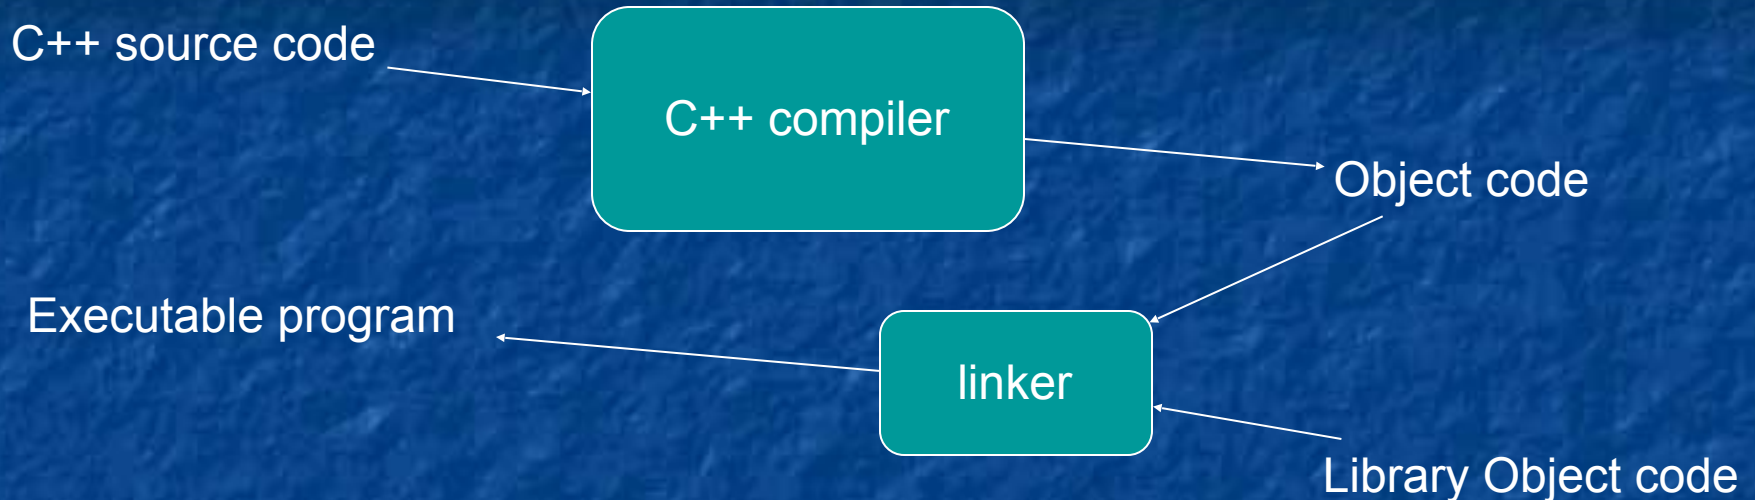 C++ source code
C++ compiler
Object code
Executable program
linker
Library Object code